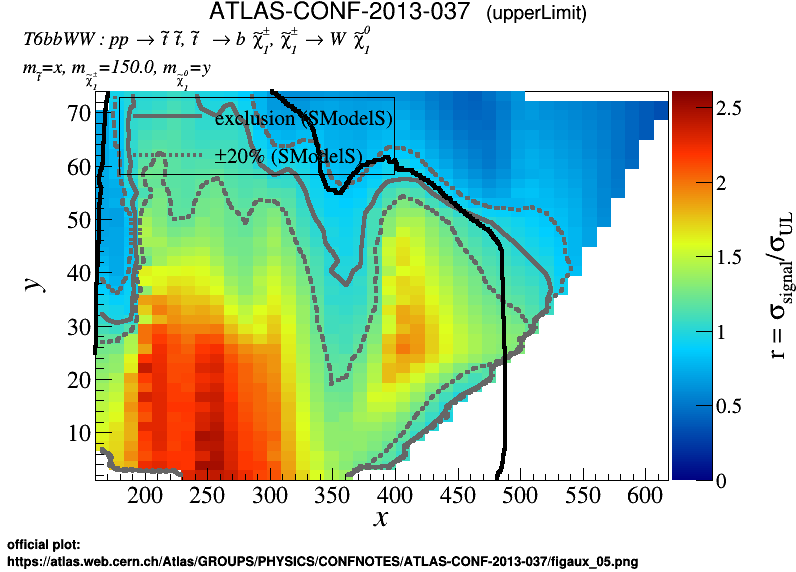 ATLAS-CONF-2013-037 (upperLimit)
T6bbWW : pp → t̃ t̃, t̃ → b χ̃₁±, χ̃₁± → W χ̃₁⁰
m_t̃=x, m_χ̃₁±=150.0, m_χ̃₁⁰=y
exclusion (SModelS)
±20% (SModelS)
70
60
50
40
30
20
10
y
200 250 300 350 400 450 500 550 600
x
2.5
2
1.5
1
0.5
0
r = σ_signal/σ_UL
official plot:
https://atlas.web.cern.ch/Atlas/GROUPS/PHYSICS/CONFNOTES/ATLAS-CONF-2013-037/figaux_05.png